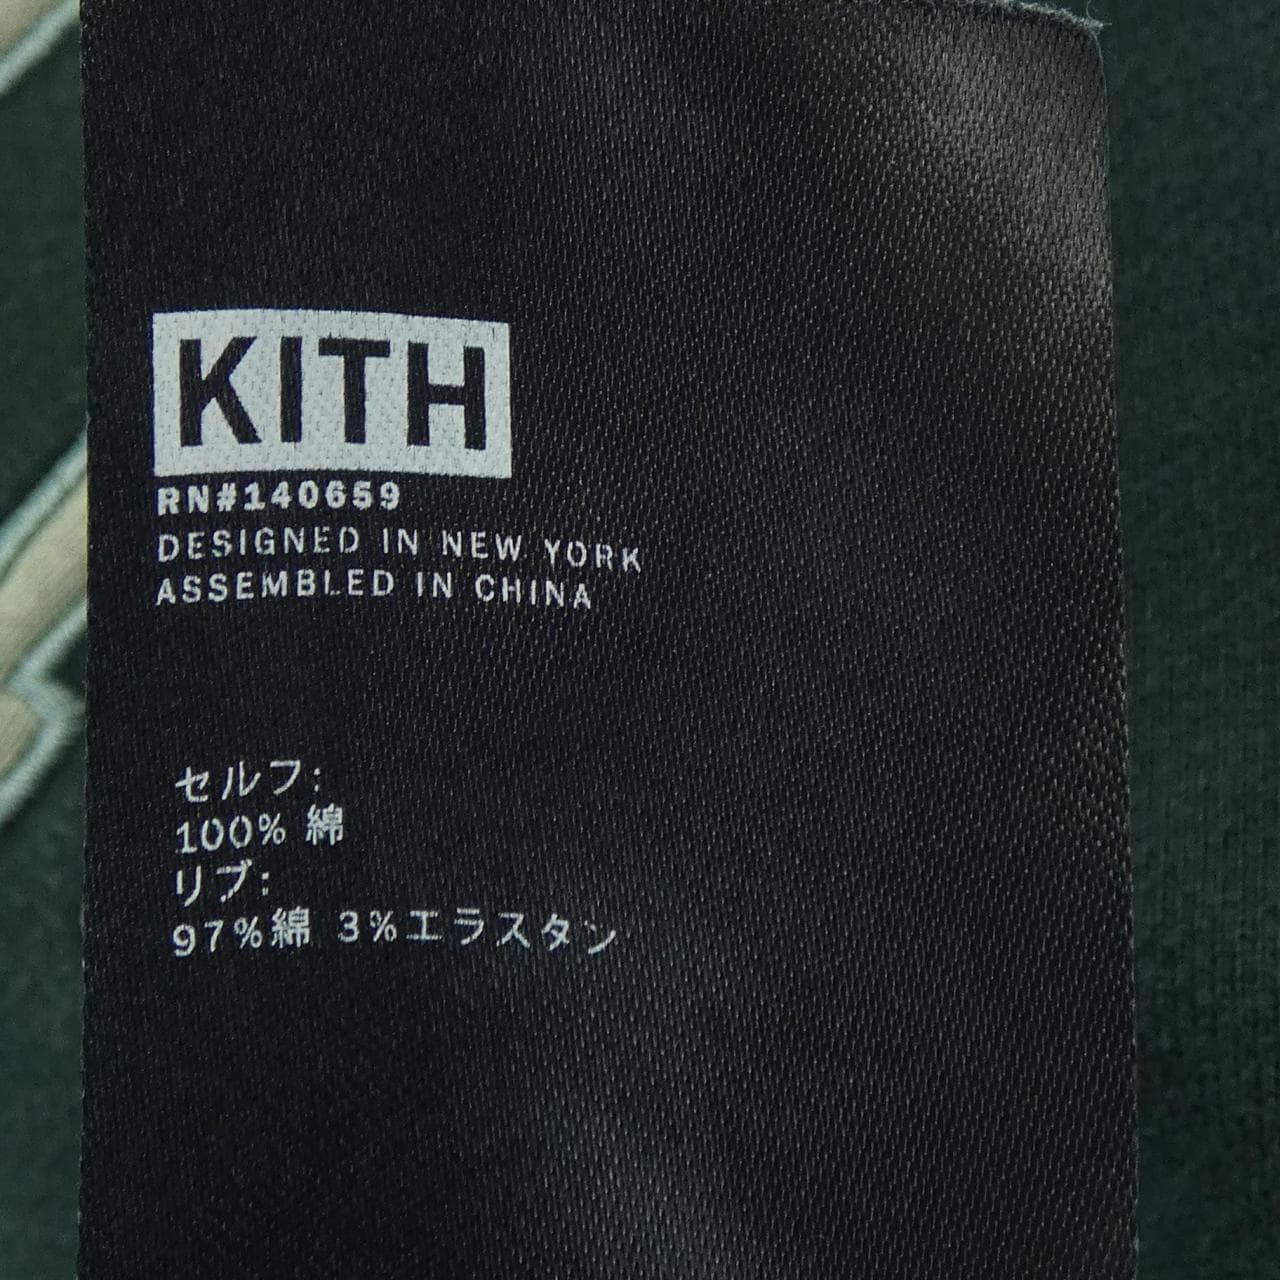 KITH
RN#140659
DESIGNED IN NEW YORK
ASSEMBLED IN CHINA
セルフ:
100% 綿
リブ:
97%綿 3%エラスタン